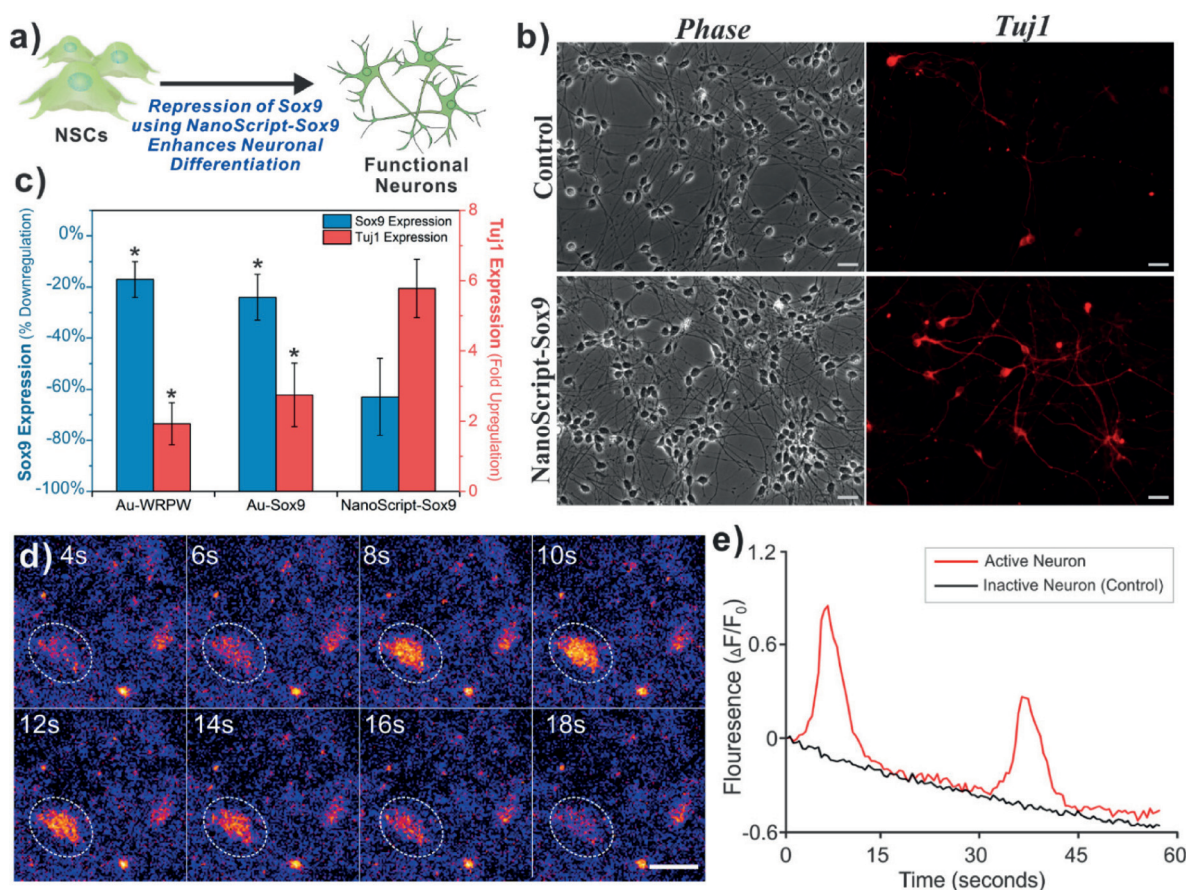 a)
NSCs
Repression of Sox9
using NanoScript-Sox9
Enhances Neuronal
Differentiation
Functional
Neurons
b)
Phase
Tuj1
Control
NanoScript-Sox9
c)
Sox9 Expression (% Downregulation)
0%
-20%
-40%
-60%
-80%
-100%
Sox9 Expression
Tuj1 Expression
*
*
*
*
8
6
4
2
0
Tuj1 Expression (Fold Upregulation)
Au-WRPW
Au-Sox9
NanoScript-Sox9
d)
4s
6s
8s
10s
12s
14s
16s
18s
e)
Flouresence (ΔF/F0)
1.2
0.6
0
-0.6
Active Neuron
Inactive Neuron (Control)
0
15
30
45
60
Time (seconds)